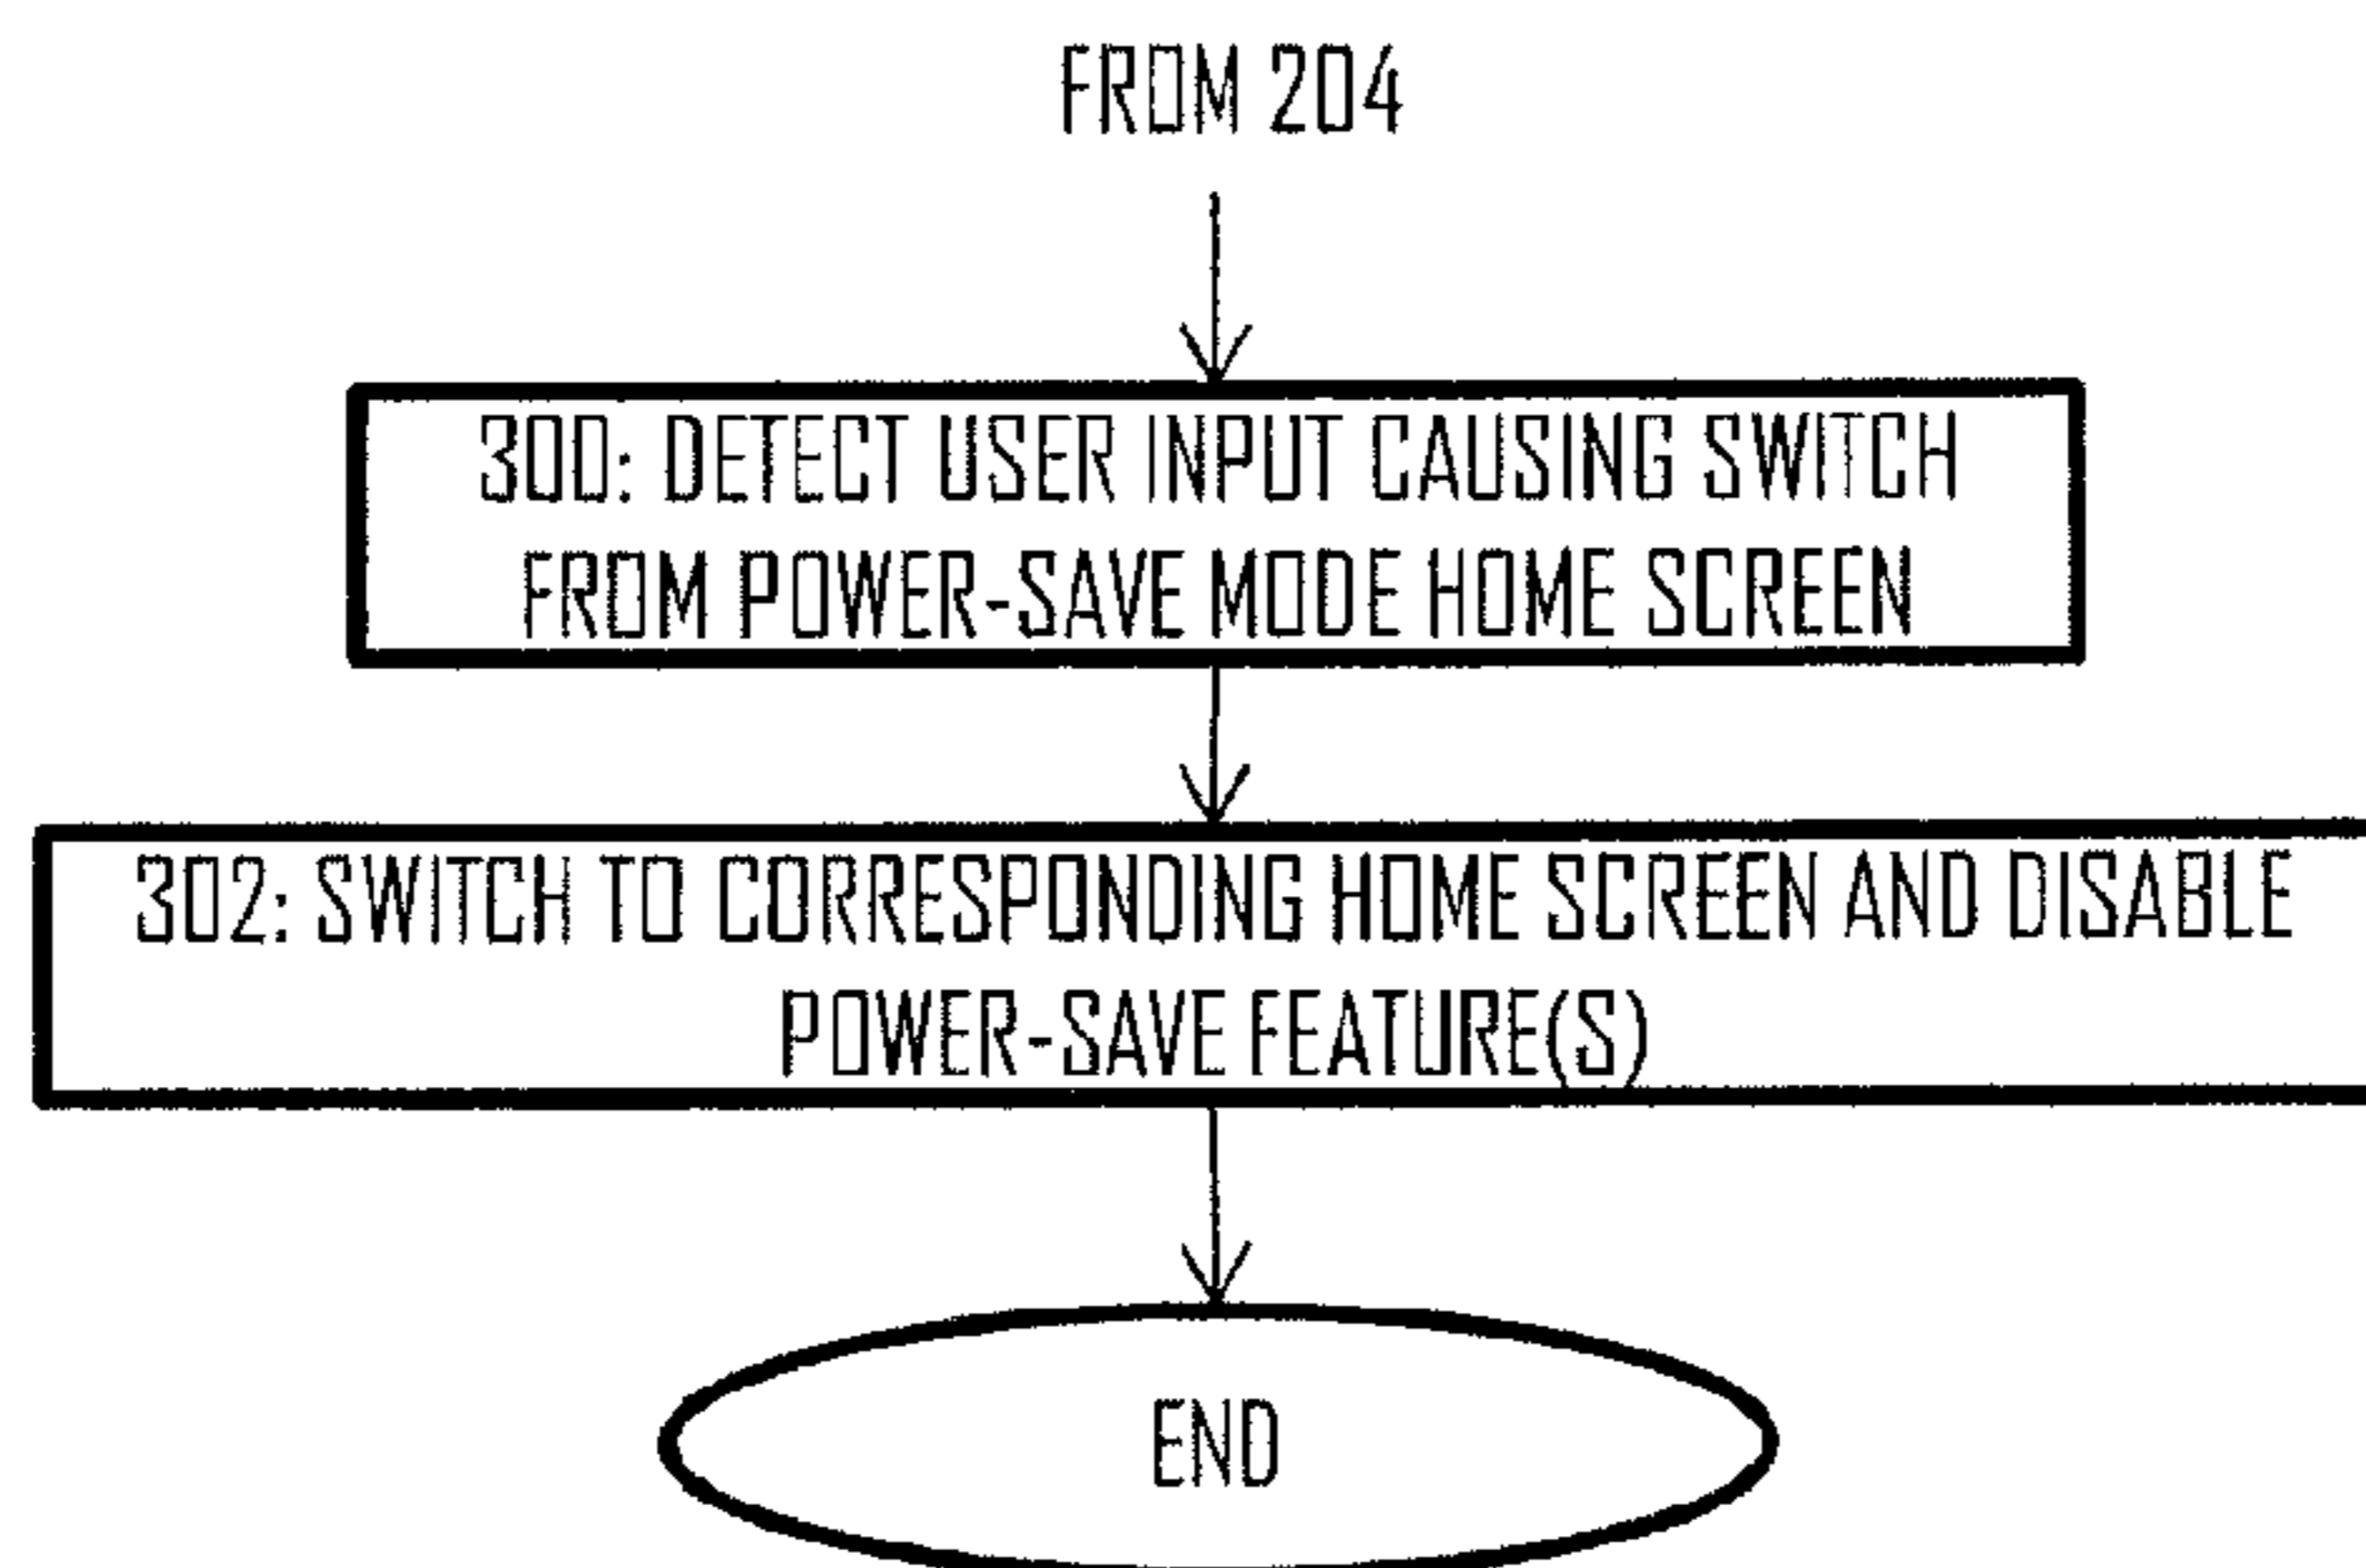 FROM 204
300: DETECT USER INPUT CAUSING SWITCH
FROM POWER-SAVE MODE HOME SCREEN
302: SWITCH TO CORRESPONDING HOME SCREEN AND DISABLE
POWER-SAVE FEATURE(S)
END